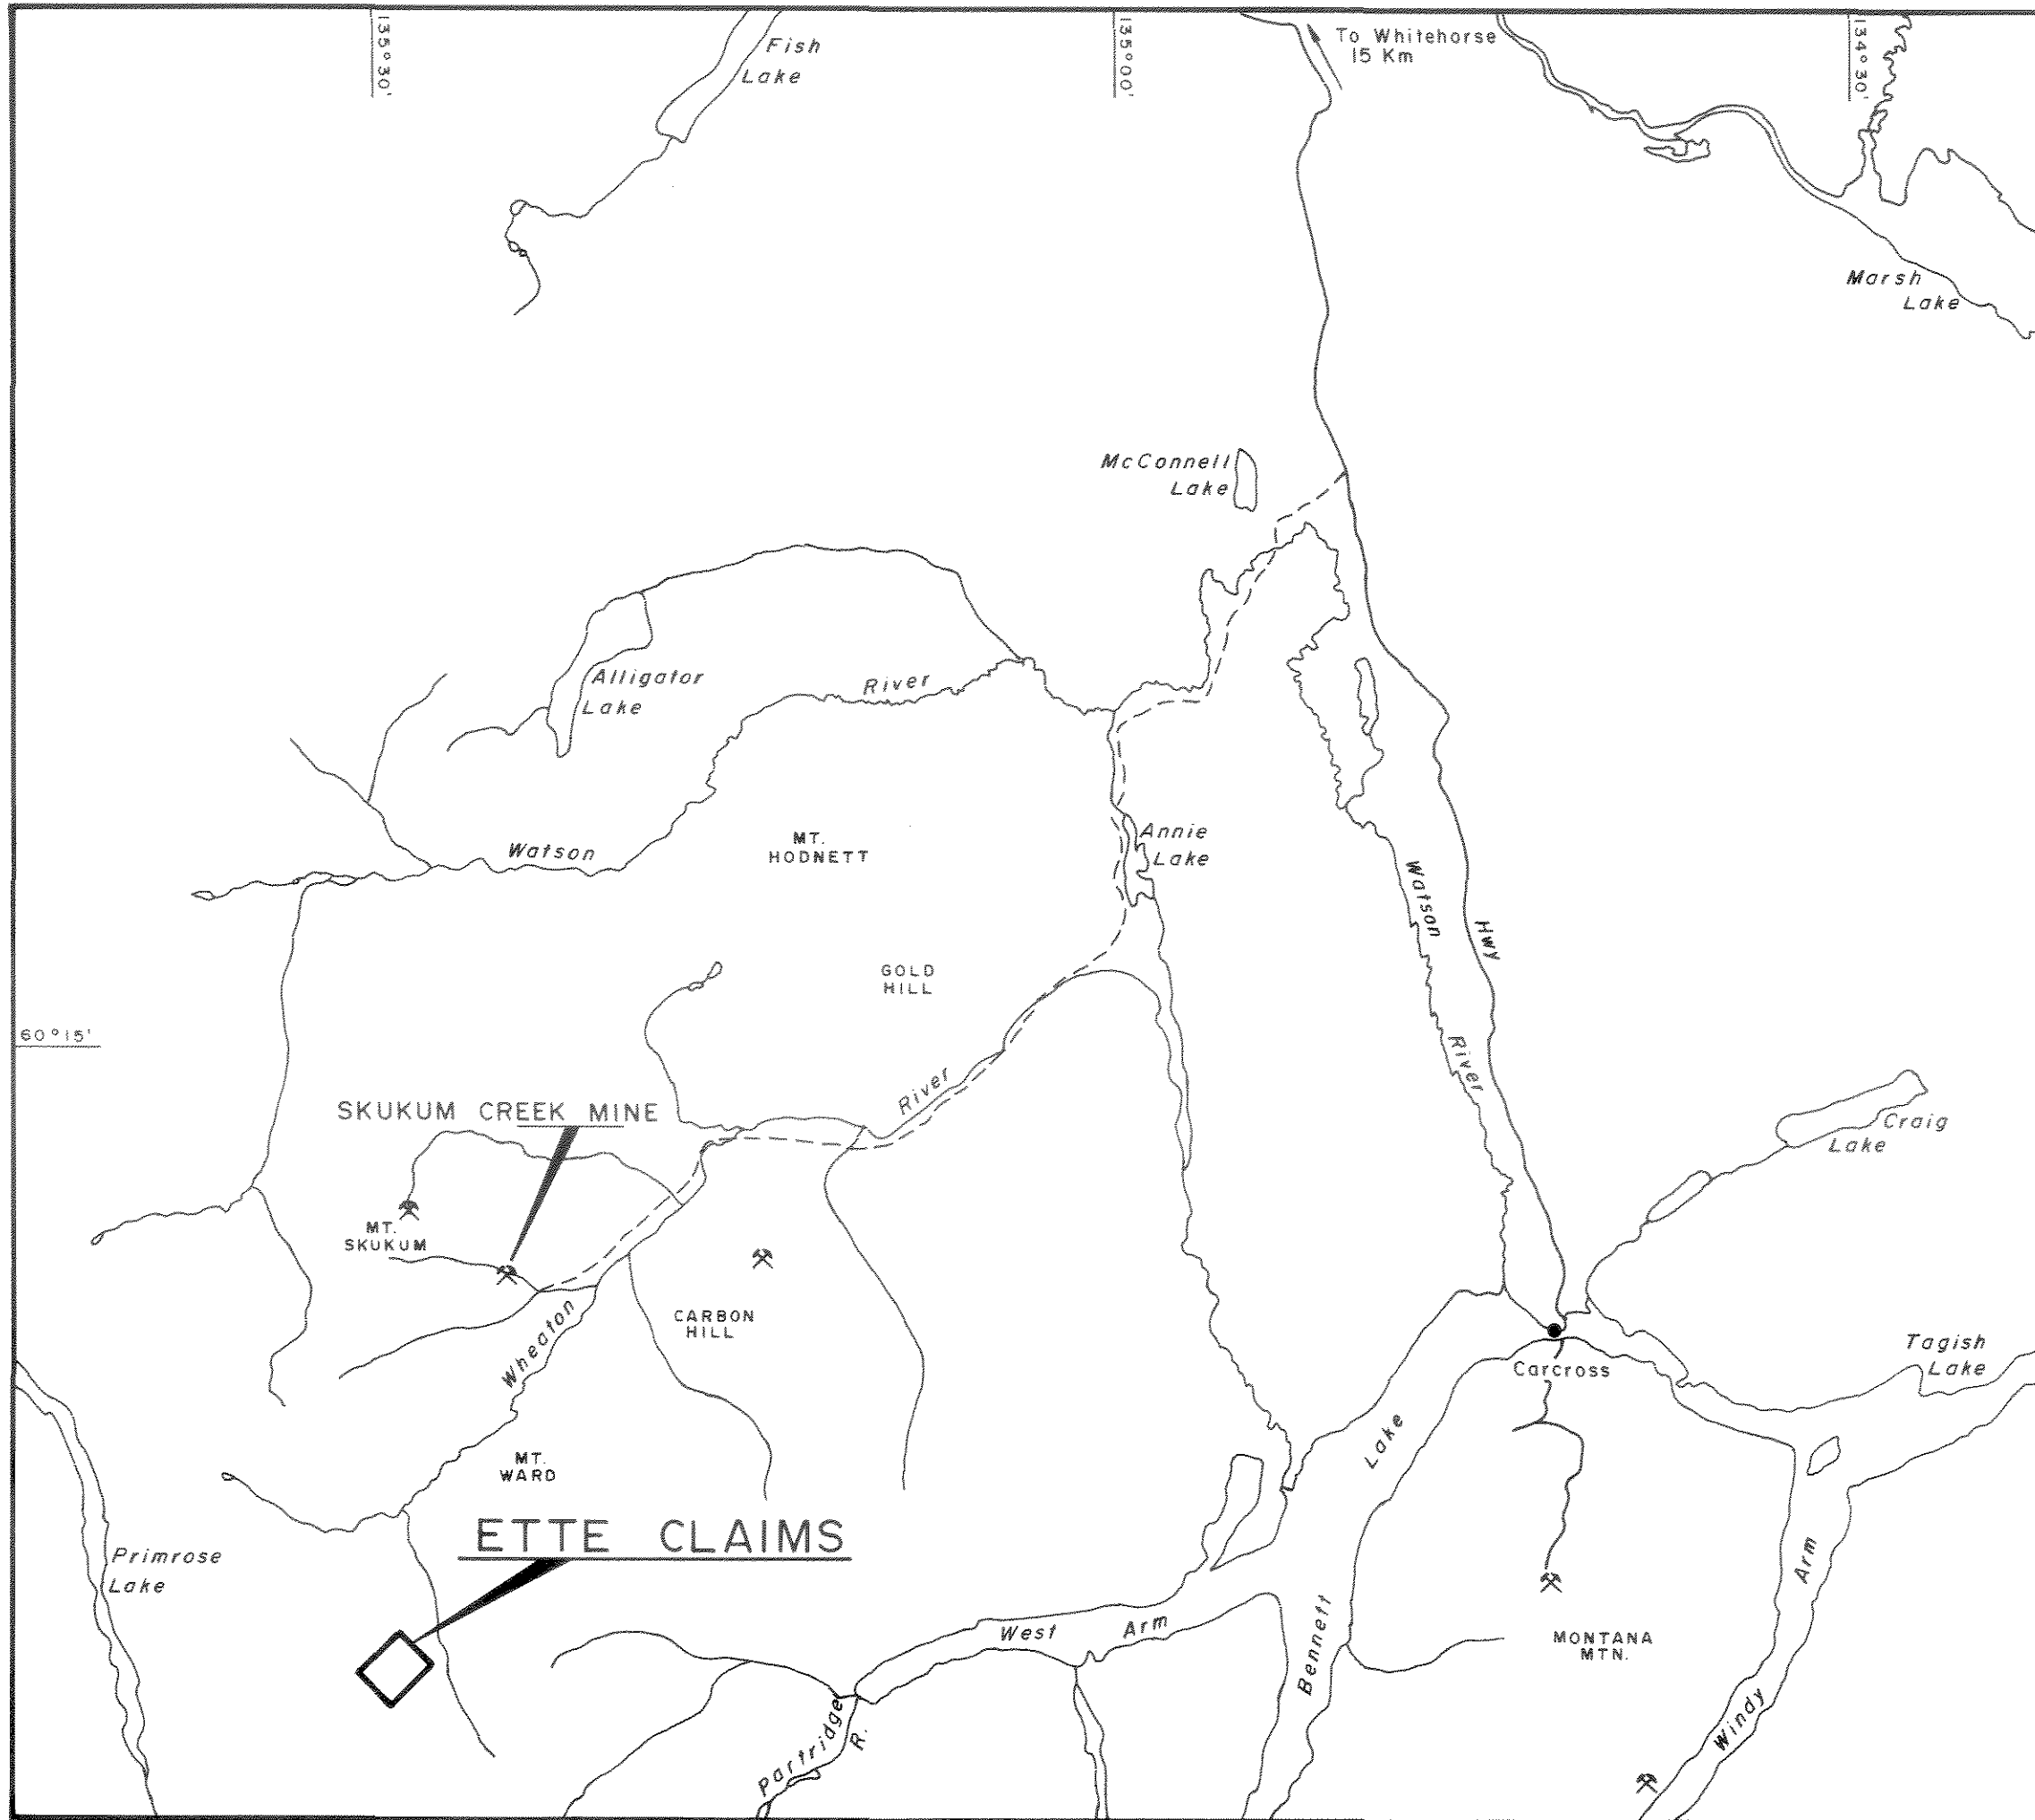 135°30'
Fish
Lake
135°00'
To Whitehorse
15 Km
134°30'
Marsh
Lake
McConnell
Lake
Alligator
Lake
River
Annie
Lake
Watson
MT.
HODNETT
Watson
HWY
GOLD
HILL
60°15'
River
River
SKUKUM CREEK MINE
Craig
Lake
MT.
SKUKUM
Wheaton
CARBON
HILL
Carcross
Tagish
Lake
Lake
MT.
WARD
ETTE CLAIMS
Primrose
Lake
Arm
West Arm
Bennett
MONTANA
MTN.
Windy
Partridge
R.